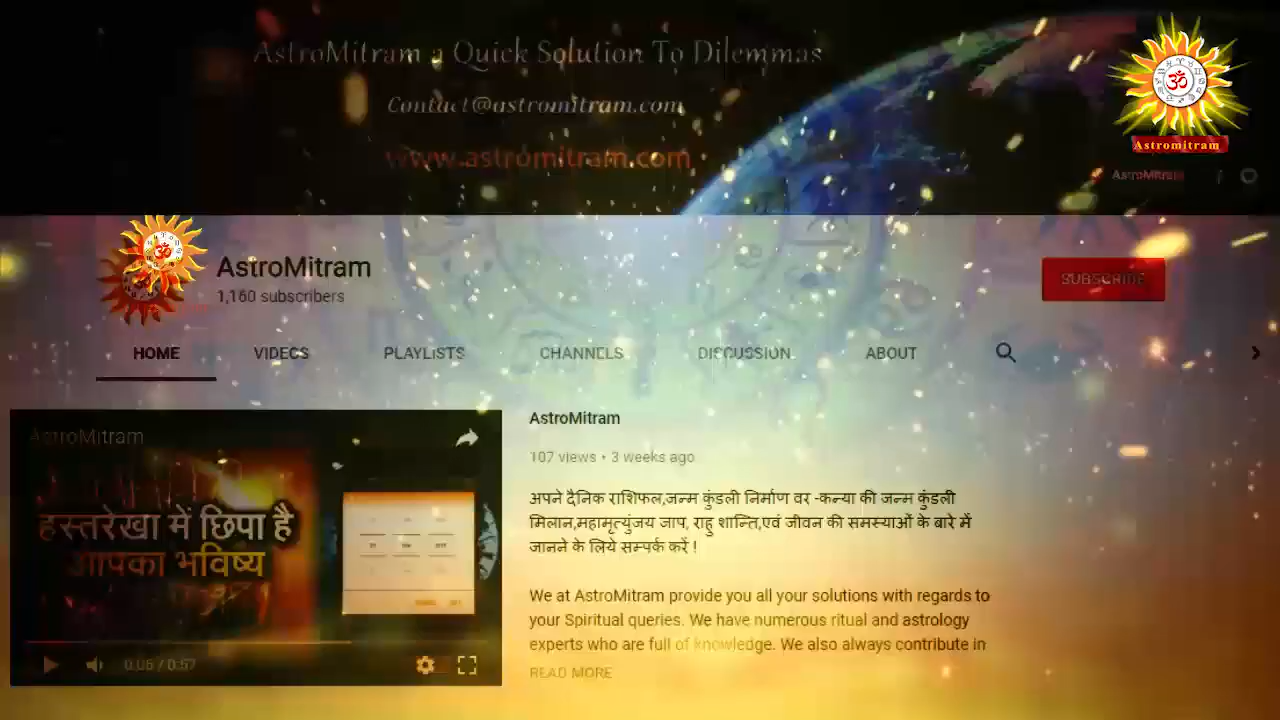 AstroMitram a Quick Solution To Dilemmas
Contact@astromitram.com
www.astromitram.com
Astromitram
AstroMitram
AstroMitram
1,160 subscribers
SUBSCRIBE
HOME VIDEOS PLAYLISTS CHANNELS DISCUSSION ABOUT
AstroMitram
हस्तरेखा में छिपा है
आपका भविष्य
0:06 / 0:57
AstroMitram
107 views • 3 weeks ago
अपने दैनिक राशिफल,जन्म कुंडली निर्माण वर -कन्या की जन्म कुंडली
मिलान,महामृत्युंजय जाप, राहु शान्ति,एवं जीवन की समस्याओं के बारे में
जानने के लिये सम्पर्क करें !
We at AstroMitram provide you all your solutions with regards to
your Spiritual queries. We have numerous ritual and astrology
experts who are full of knowledge. We also always contribute in
READ MORE